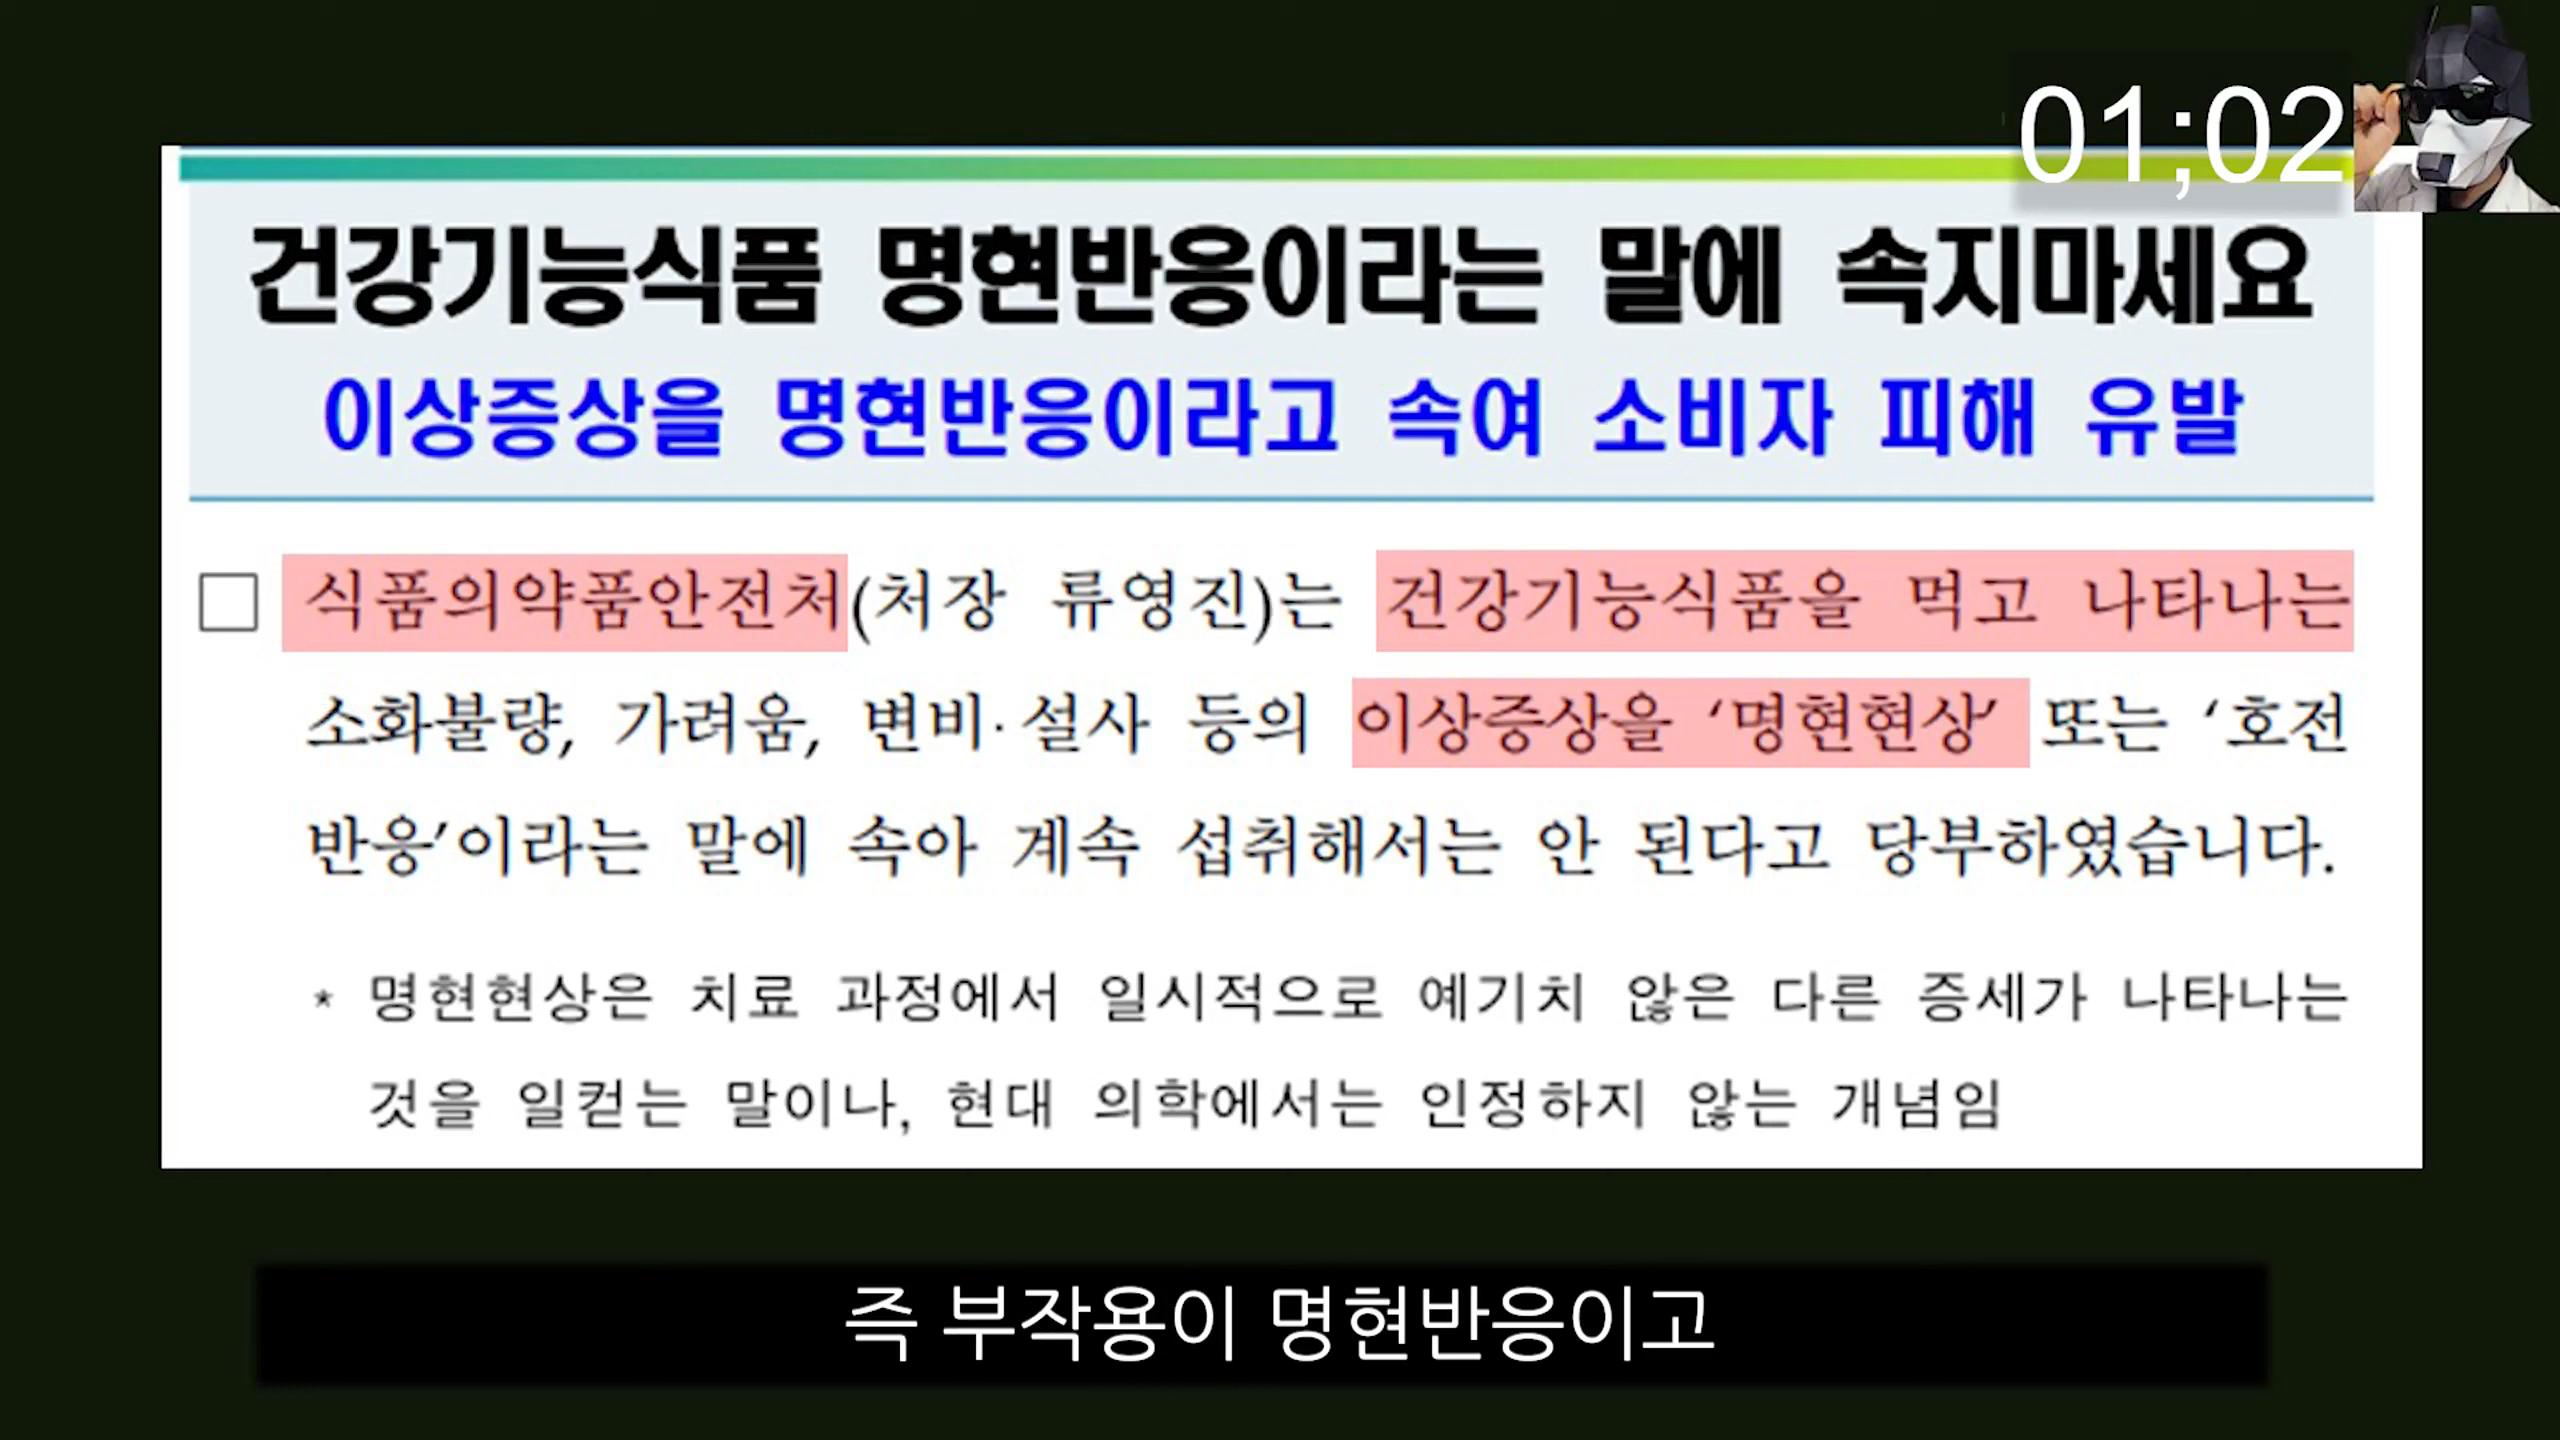 01;02
건강기능식품 명현반응이라는 말에 속지마세요
이상증상을 명현반응이라고 속여 소비자 피해 유발
□ 식품의약품안전처(처장 류영진)는 건강기능식품을 먹고 나타나는
소화불량, 가려움, 변비·설사 등의 이상증상을 ‘명현현상’ 또는 ‘호전
반응’이라는 말에 속아 계속 섭취해서는 안 된다고 당부하였습니다.
* 명현현상은 치료 과정에서 일시적으로 예기치 않은 다른 증세가 나타나는
것을 일컫는 말이나, 현대 의학에서는 인정하지 않는 개념임
즉 부작용이 명현반응이고